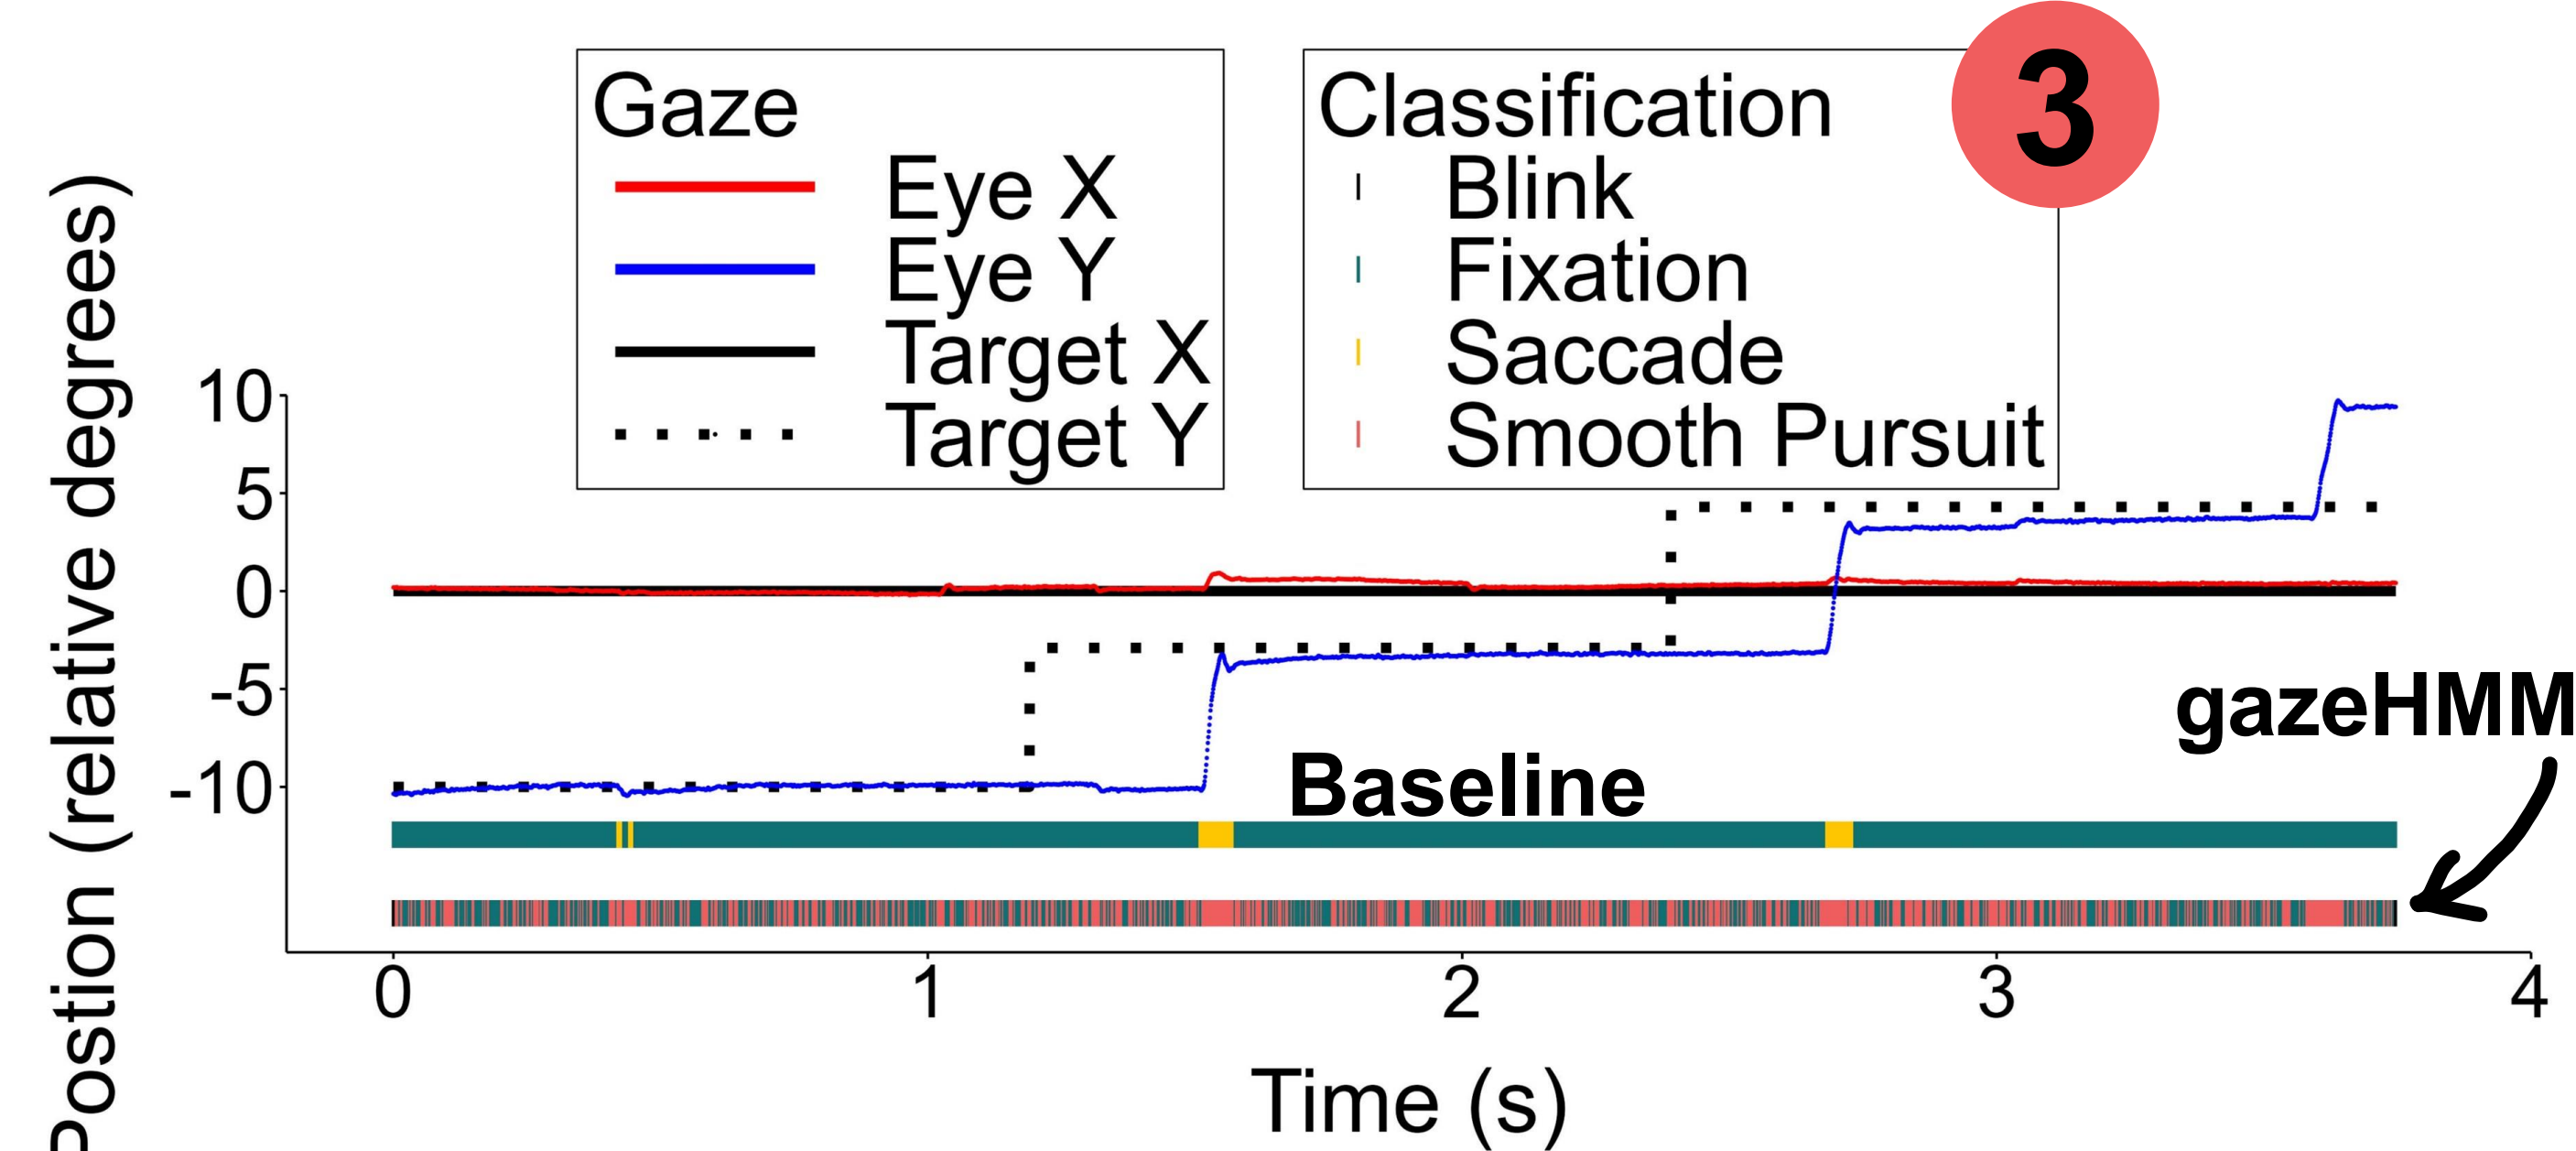 3
Gaze
Eye X
Eye Y
Target X
Target Y
Classification
Blink
Fixation
Saccade
Smooth Pursuit
Postion (relative degrees)
10
5
0
-5
-10
gazeHMM
Baseline
0 1 2 3 4
Time (s)